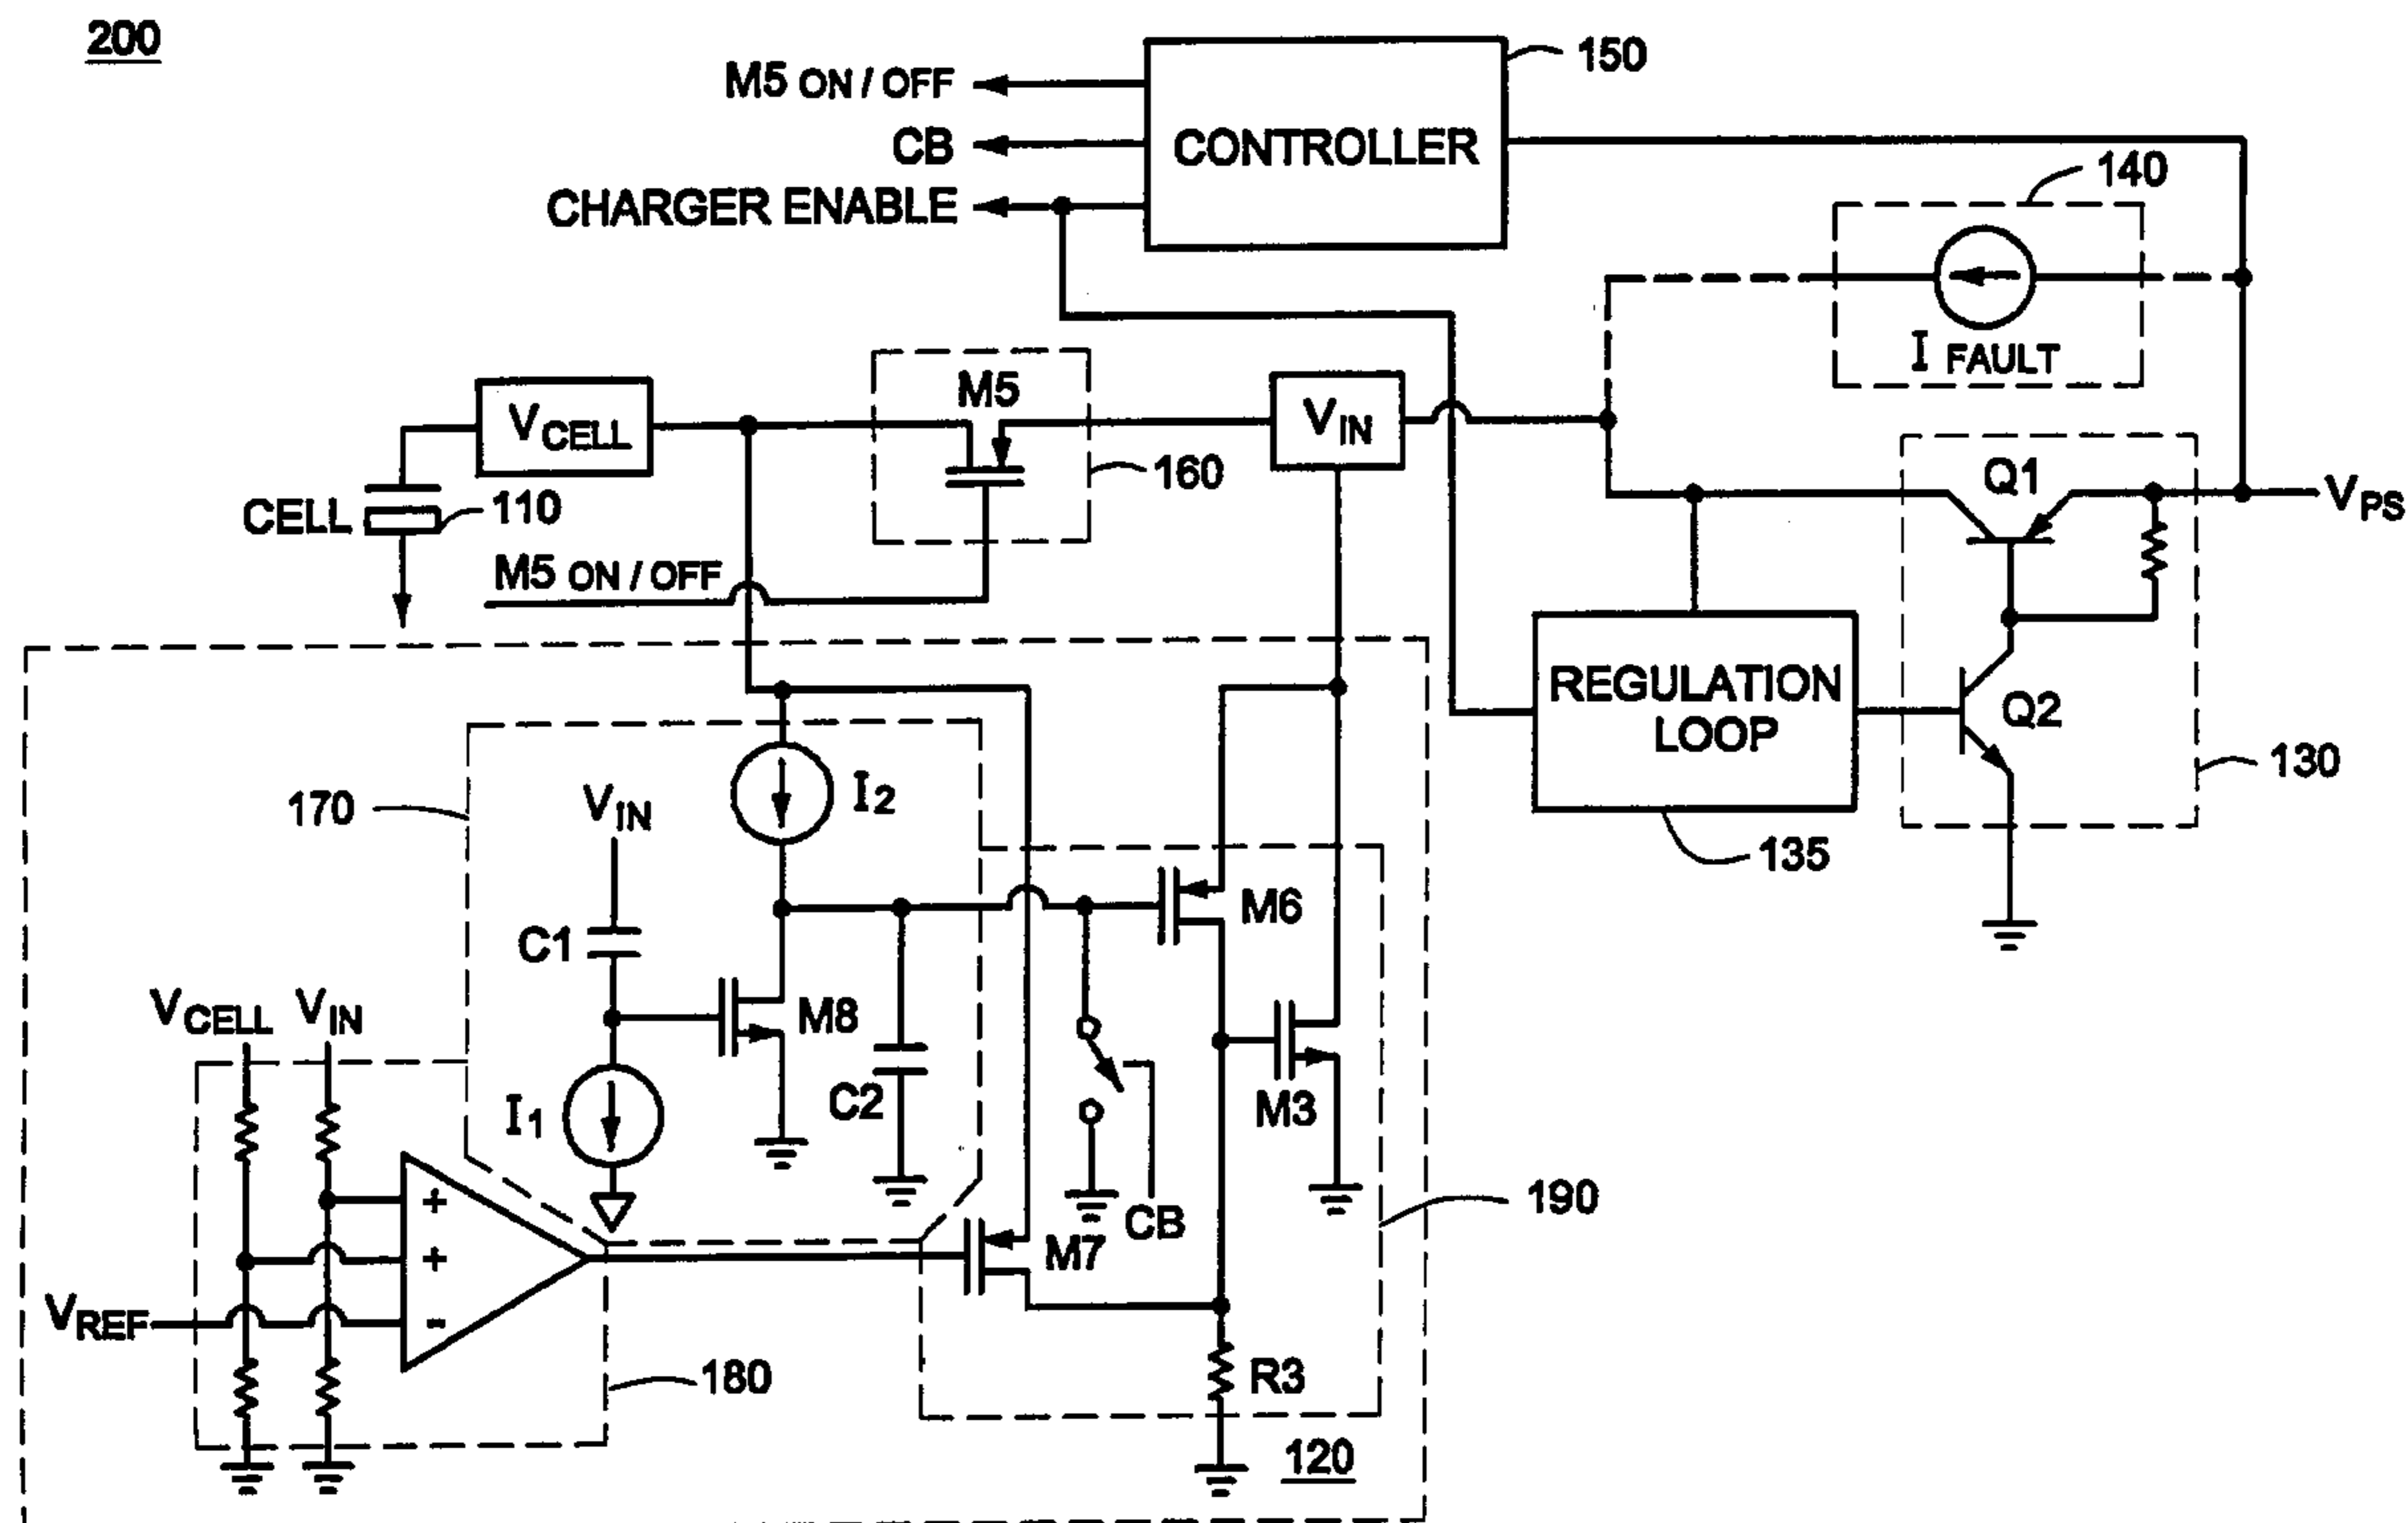 200
150
M5 ON / OFF
CB
CHARGER ENABLE
CONTROLLER
140
I FAULT
M5
VCELL
VIN
160
Q1
VPS
CELL
110
M5 ON / OFF
REGULATION
LOOP
Q2
130
135
170
I2
VIN
C1
M6
M8
VCELL
VIN
C2
M3
I1
190
+
+
-
CB
M7
VREF
180
R3
120